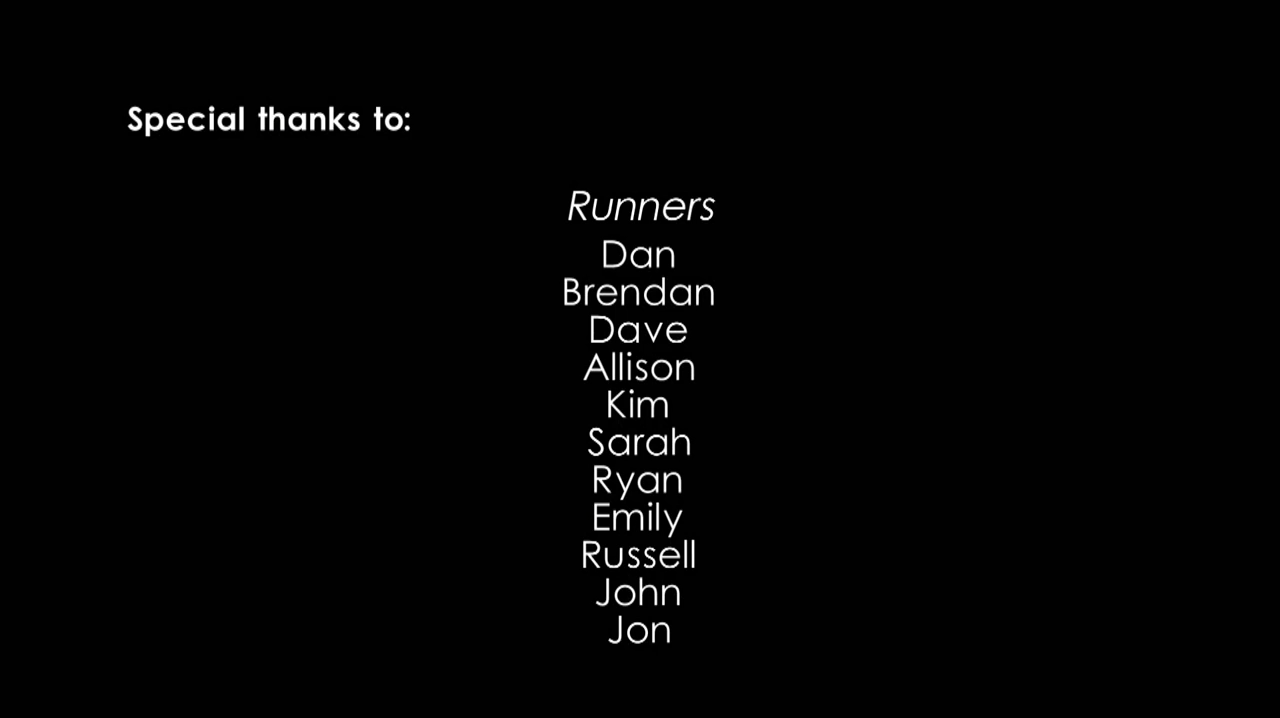 Special thanks to:
Runners
Dan
Brendan
Dave
Allison
Kim
Sarah
Ryan
Emily
Russell
John
Jon